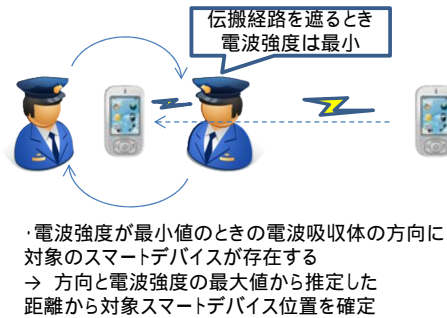 伝搬経路を遮るとき
電波強度は最小
・電波強度が最小値のときの電波吸収体の方向に
対象のスマートデバイスが存在する
→ 方向と電波強度の最大値から推定した
距離から対象スマートデバイス位置を確定